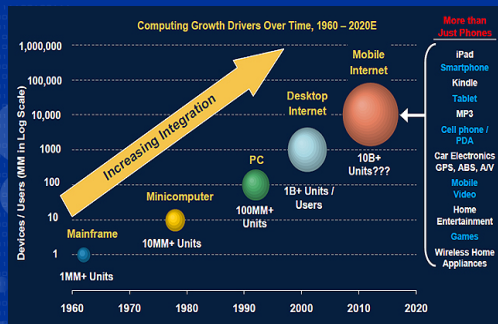 Computing Growth Drivers Over Time, 1960 – 2020E
More than
Just Phones
Devices / Users (MM in Log Scale)
1,000,000
100,000
10,000
1000
100
10
1
Increasing Integration
Mainframe
1MM+ Units
Minicomputer
10MM+ Units
PC
100MM+
Units
Desktop
Internet
1B+ Units /
Users
Mobile
Internet
10B+
Units???
1960
1970
1980
1990
2000
2010
2020
iPad
Smartphone
Kindle
Tablet
MP3
Cell phone /
PDA
Car Electronics
GPS, ABS, A/V
Mobile
Video
Home
Entertainment
Games
Wireless Home
Appliances